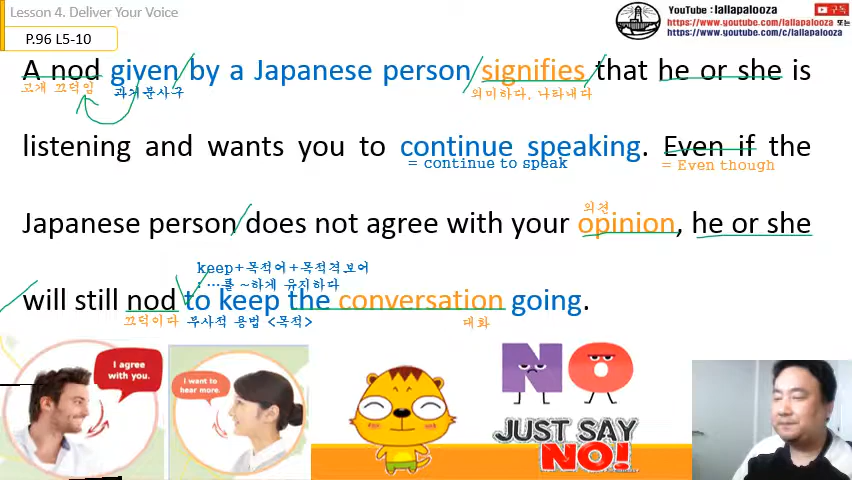 Lesson 4. Deliver Your Voice
YouTube : @lallapalooza 구독
https://www.youtube.com/lallapalooza 또는
https://www.youtube.com/c/lallapalooza
P.96 L5-10
A nod given by a Japanese person signifies that he or she is
고개 끄덕임 과거분사구 의미하다, 나타내다
listening and wants you to continue speaking. Even if the
= continue to speak = Even though
의견
Japanese person does not agree with your opinion, he or she
keep+목적어+목적격보어
: …를 ~하게 유지하다
will still nod to keep the conversation going.
끄덕이다 부사적 용법 <목적> 대화
I agree
with you.
I want to
hear more.
NO
JUST SAY
NO!